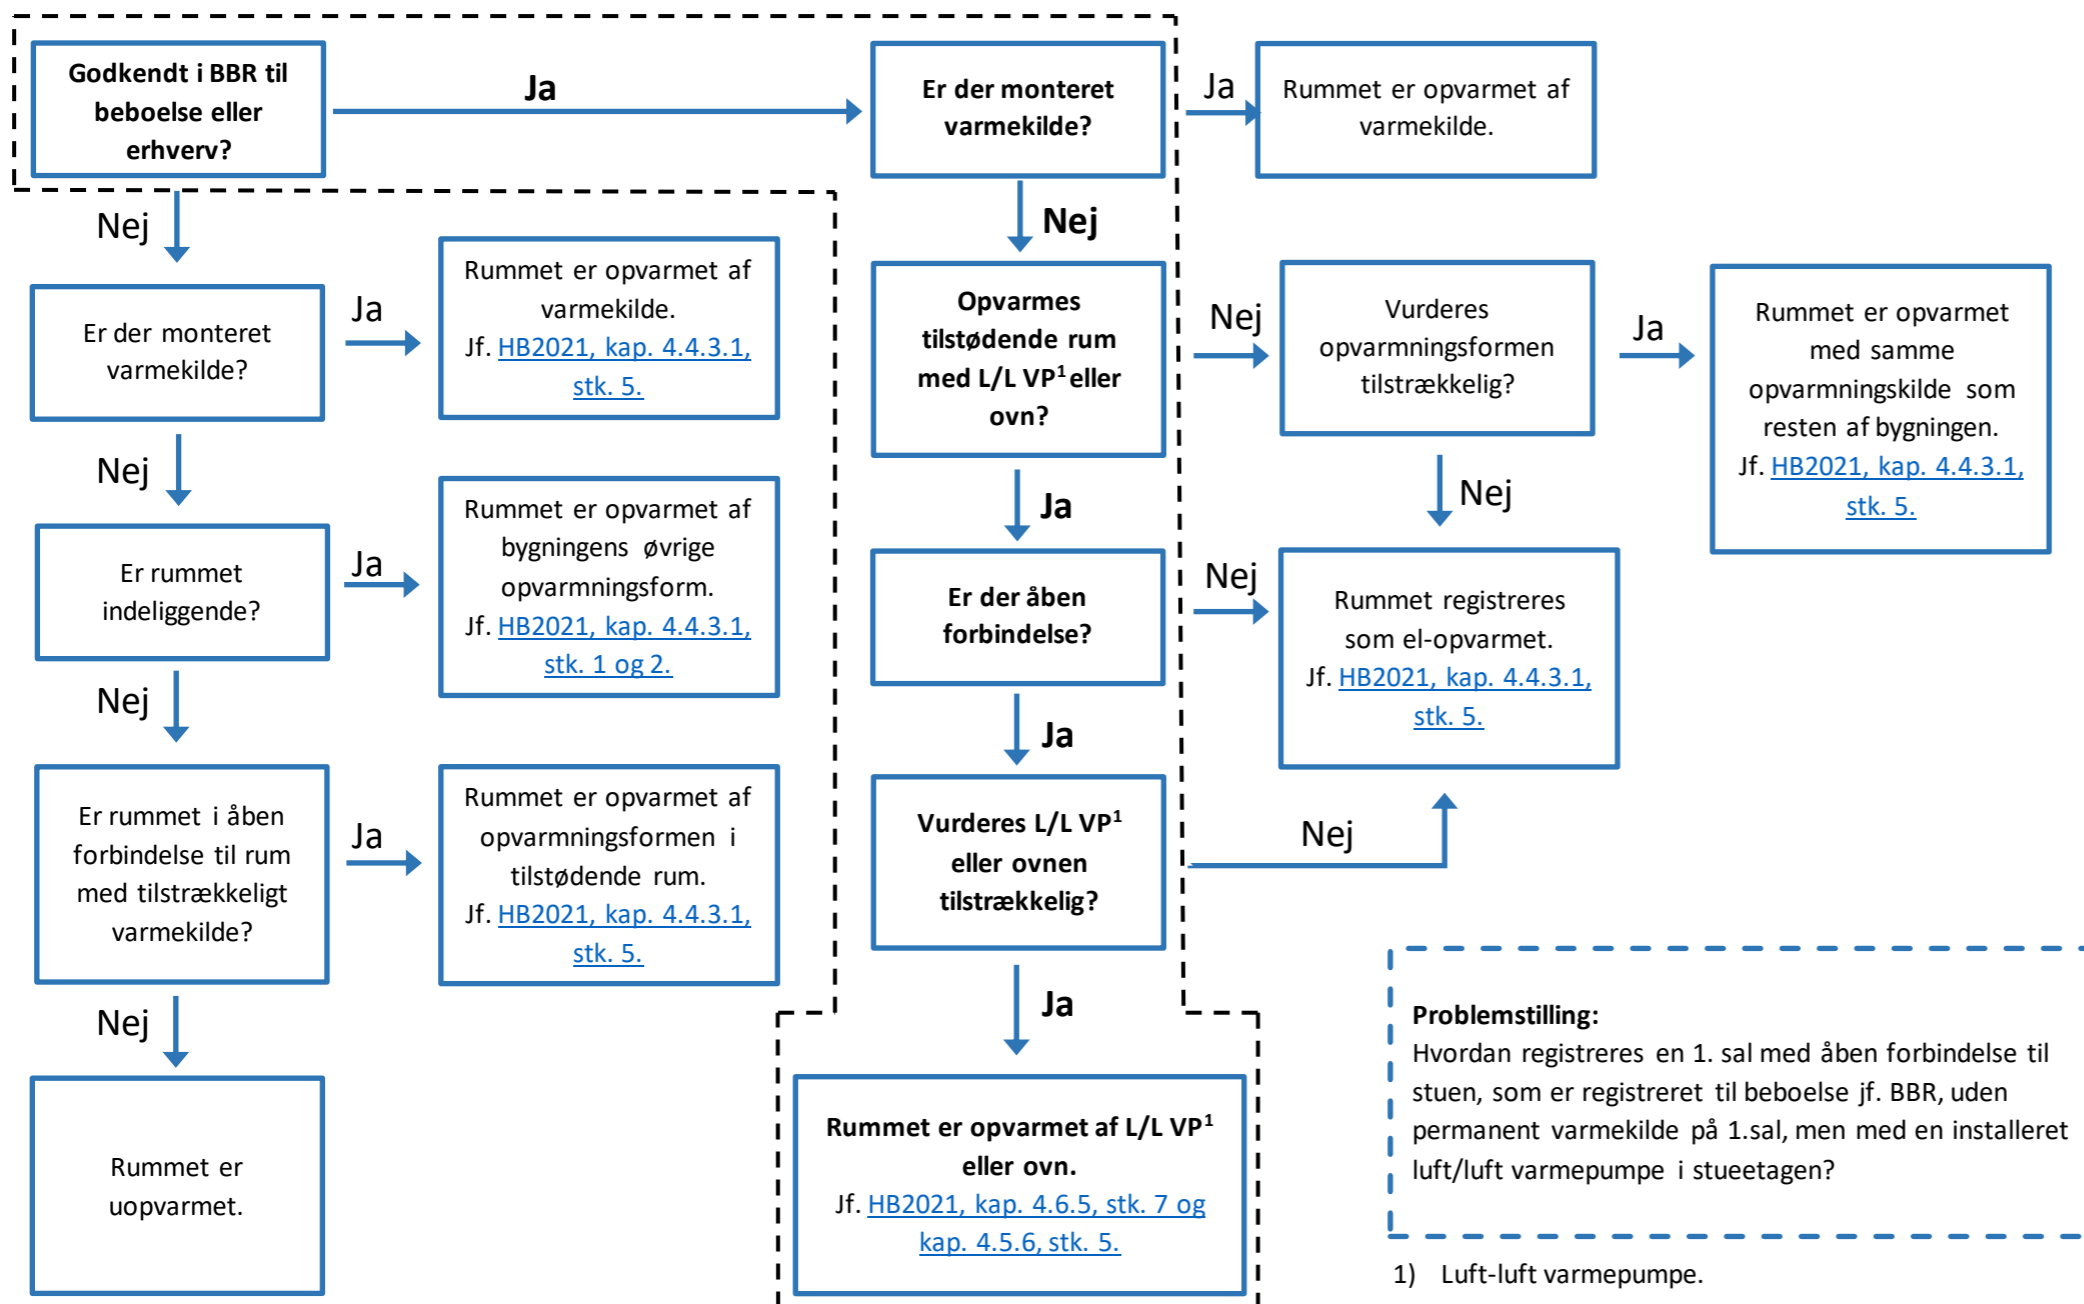 Godkendt i BBR til
beboelse eller
erhverv?
Ja
Er der monteret
varmekilde?
Ja
Rummet er opvarmet af
varmekilde.
Nej
Nej
Er der monteret
varmekilde?
Ja
Rummet er opvarmet af
varmekilde.
Jf. HB2021, kap. 4.4.3.1,
stk. 5.
Opvarmes
tilstødende rum
med L/L VP¹ eller
ovn?
Nej
Vurderes
opvarmningsformen
tilstrækkelig?
Ja
Rummet er opvarmet
med samme
opvarmningskilde som
resten af bygningen.
Jf. HB2021, kap. 4.4.3.1,
stk. 5.
Nej
Ja
Nej
Er rummet
indeliggende?
Ja
Rummet er opvarmet af
bygningens øvrige
opvarmningsform.
Jf. HB2021, kap. 4.4.3.1,
stk. 1 og 2.
Er der åben
forbindelse?
Nej
Rummet registreres
som el-opvarmet.
Jf. HB2021, kap. 4.4.3.1,
stk. 5.
Nej
Ja
Er rummet i åben
forbindelse til rum
med tilstrækkeligt
varmekilde?
Ja
Rummet er opvarmet af
opvarmningsformen i
tilstødende rum.
Jf. HB2021, kap. 4.4.3.1,
stk. 5.
Vurderes L/L VP¹
eller ovnen
tilstrækkelig?
Nej
Nej
Ja
Rummet er
uopvarmet.
Rummet er opvarmet af L/L VP¹
eller ovn.
Jf. HB2021, kap. 4.6.5, stk. 7 og
kap. 4.5.6, stk. 5.
Problemstilling:
Hvordan registreres en 1. sal med åben forbindelse til
stuen, som er registreret til beboelse jf. BBR, uden
permanent varmekilde på 1.sal, men med en installeret
luft/luft varmepumpe i stueetagen?
1) Luft-luft varmepumpe.